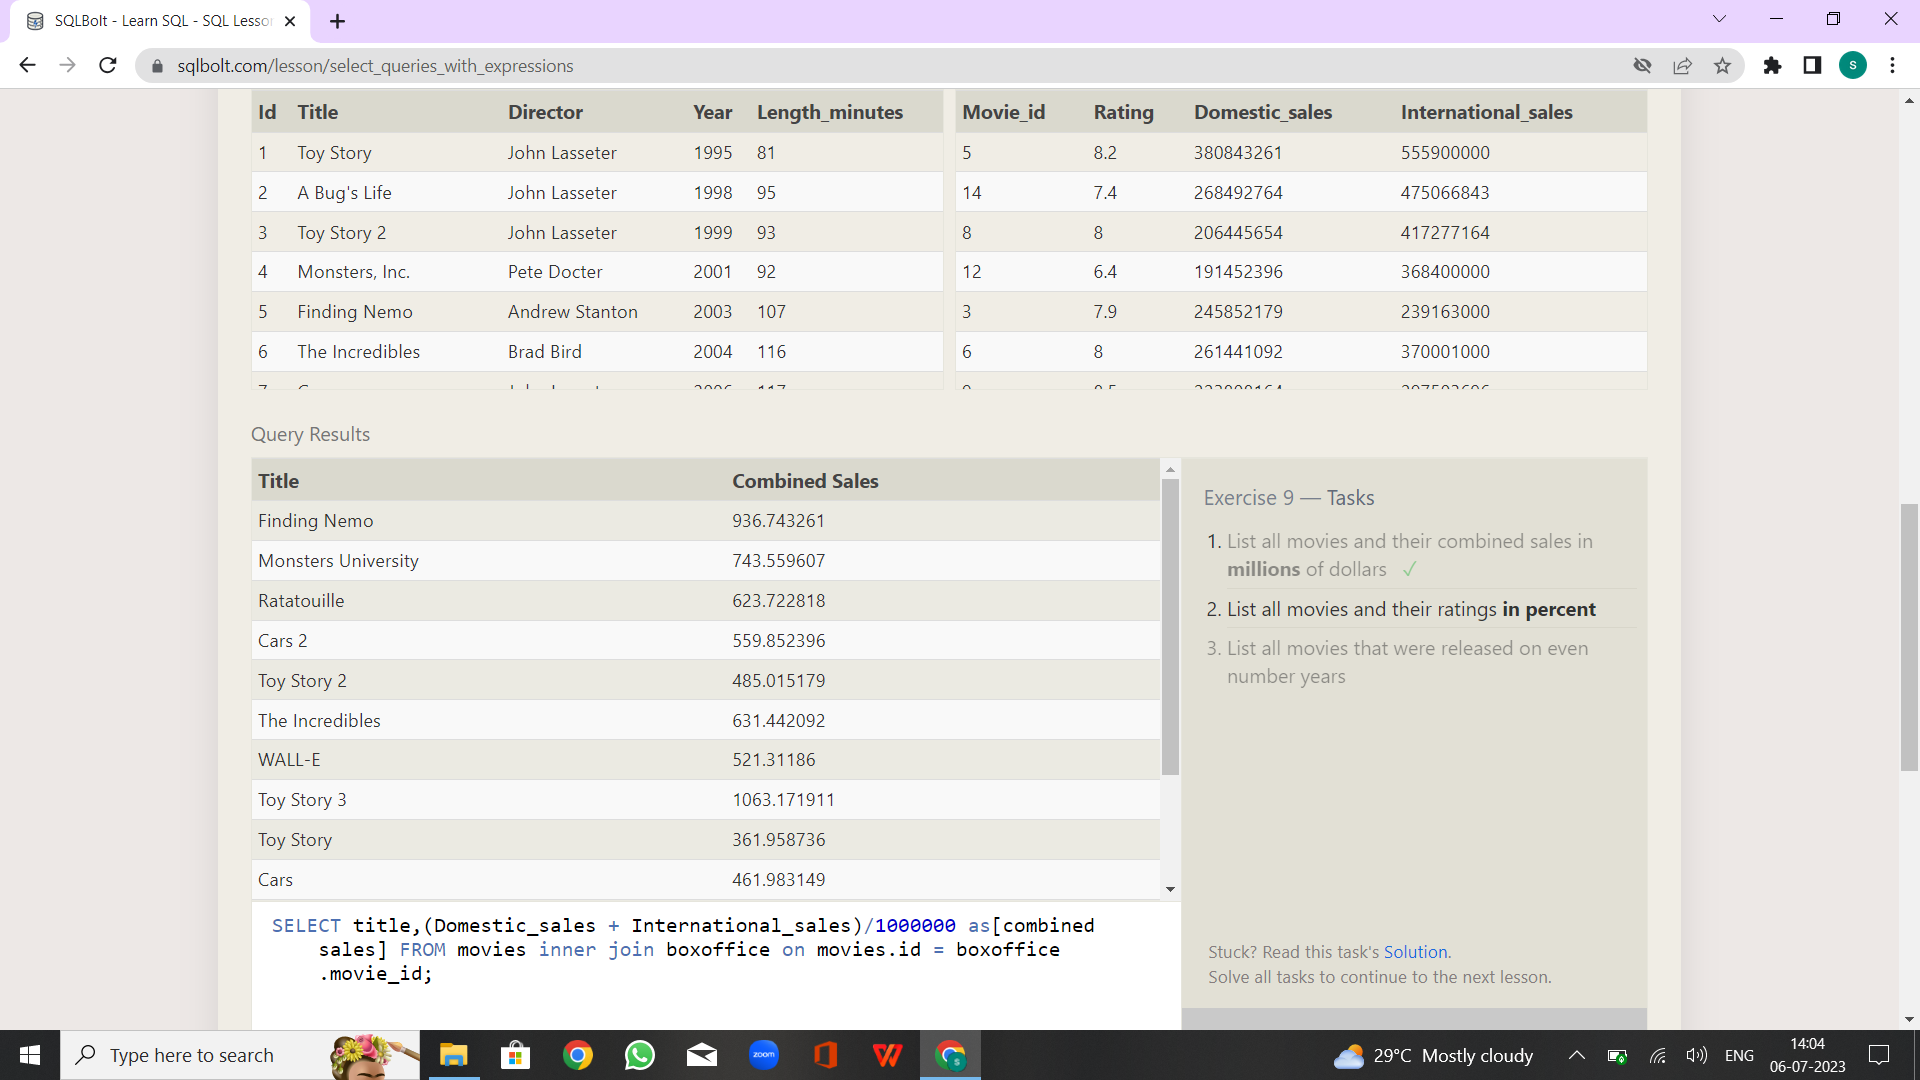 SQLBolt - Learn SQL - SQL Lesson
sqlbolt.com/lesson/select_queries_with_expressions
S
Id Title Director Year Length_minutes
1 Toy Story John Lasseter 1995 81
2 A Bug's Life John Lasseter 1998 95
3 Toy Story 2 John Lasseter 1999 93
4 Monsters, Inc. Pete Docter 2001 92
5 Finding Nemo Andrew Stanton 2003 107
6 The Incredibles Brad Bird 2004 116
Movie_id Rating Domestic_sales International_sales
5 8.2 380843261 555900000
14 7.4 268492764 475066843
8 8 206445654 417277164
12 6.4 191452396 368400000
3 7.9 245852179 239163000
6 8 261441092 370001000
Query Results
Title Combined Sales
Finding Nemo 936.743261
Monsters University 743.559607
Ratatouille 623.722818
Cars 2 559.852396
Toy Story 2 485.015179
The Incredibles 631.442092
WALL-E 521.31186
Toy Story 3 1063.171911
Toy Story 361.958736
Cars 461.983149
Exercise 9 — Tasks
1. List all movies and their combined sales in
millions of dollars ✓
2. List all movies and their ratings in percent
3. List all movies that were released on even
number years
SELECT title,(Domestic_sales + International_sales)/1000000 as[combined
sales] FROM movies inner join boxoffice on movies.id = boxoffice
.movie_id;
Stuck? Read this task's Solution.
Solve all tasks to continue to the next lesson.
Type here to search
zoom
29°C Mostly cloudy
ENG
14:04
06-07-2023